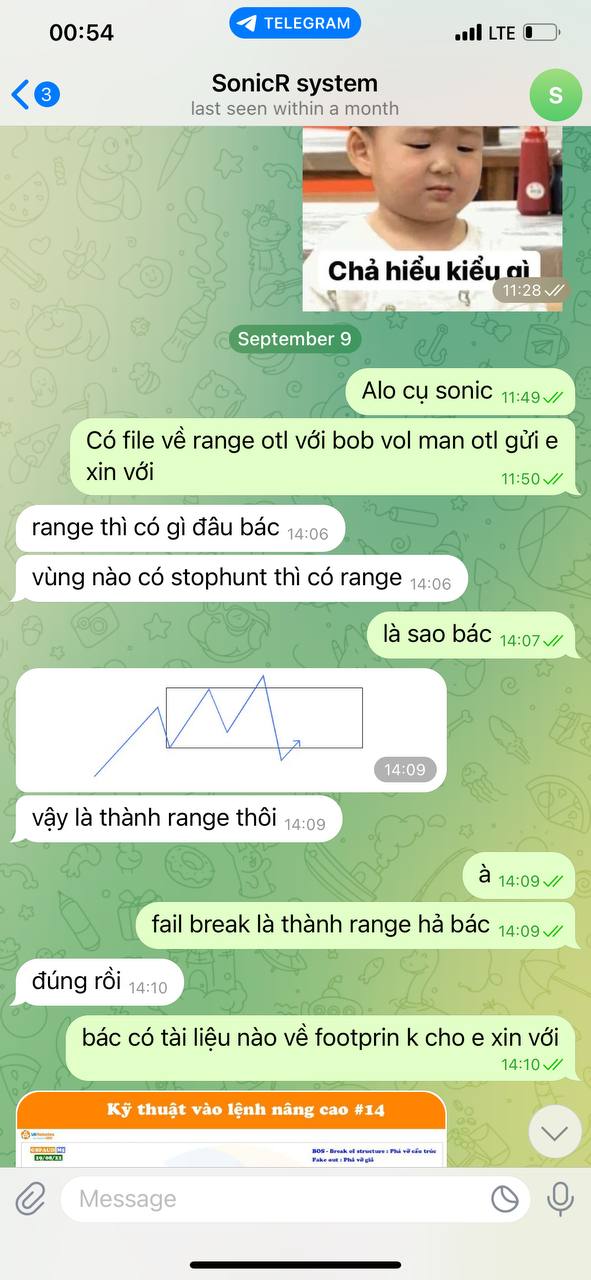 00:54
TELEGRAM
LTE
3
SonicR system
last seen within a month
S
Chả hiểu kiểu gì
11:28
September 9
Alo cụ sonic 11:49
Có file về range otl với bob vol man otl gửi e
xin với
11:50
range thì có gì đâu bác 14:06
vùng nào có stophunt thì có range 14:06
là sao bác 14:07
14:09
vậy là thành range thôi 14:09
à 14:09
fail break là thành range hả bác 14:09
đúng rồi 14:10
bác có tài liệu nào về footprin k cho e xin với
14:10
Kỹ thuật vào lệnh nâng cao #14
BOS - Break of structure : Phá vỡ cấu trúc
19/08/21
Fake out : Phá vỡ giả
Message